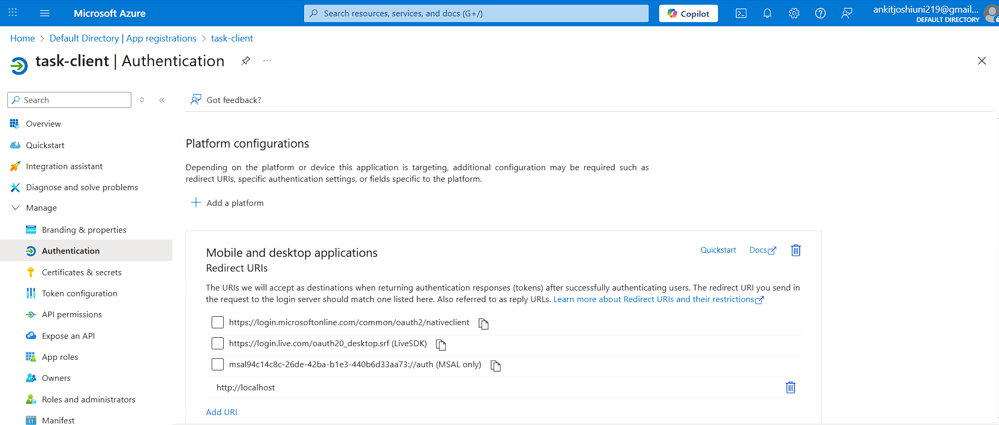 Microsoft Azure
Search resources, services, and docs (G+/)
Copilot
ankitjoshiuni219@gmail...
DEFAULT DIRECTORY
Home > Default Directory | App registrations > task-client
task-client | Authentication
...
Search
Got feedback?
Overview
Quickstart
Integration assistant
Diagnose and solve problems
Manage
Branding & properties
Authentication
Certificates & secrets
Token configuration
API permissions
Expose an API
App roles
Owners
Roles and administrators
Manifest
Platform configurations
Depending on the platform or device this application is targeting, additional configuration may be required such as
redirect URIs, specific authentication settings, or fields specific to the platform.
Add a platform
Mobile and desktop applications
Quickstart
Docs
Redirect URIs
The URIs we will accept as destinations when returning authentication responses (tokens) after successfully authenticating users. The redirect URI you send in
the request to the login server should match one listed here. Also referred to as reply URLs. Learn more about Redirect URIs and their restrictions
https://login.microsoftonline.com/common/oauth2/nativeclient
https://login.live.com/oauth20_desktop.srf (LiveSDK)
msal94c14c8c-26de-42ba-b1e3-440b6d33aa73://auth (MSAL only)
http://localhost
Add URI